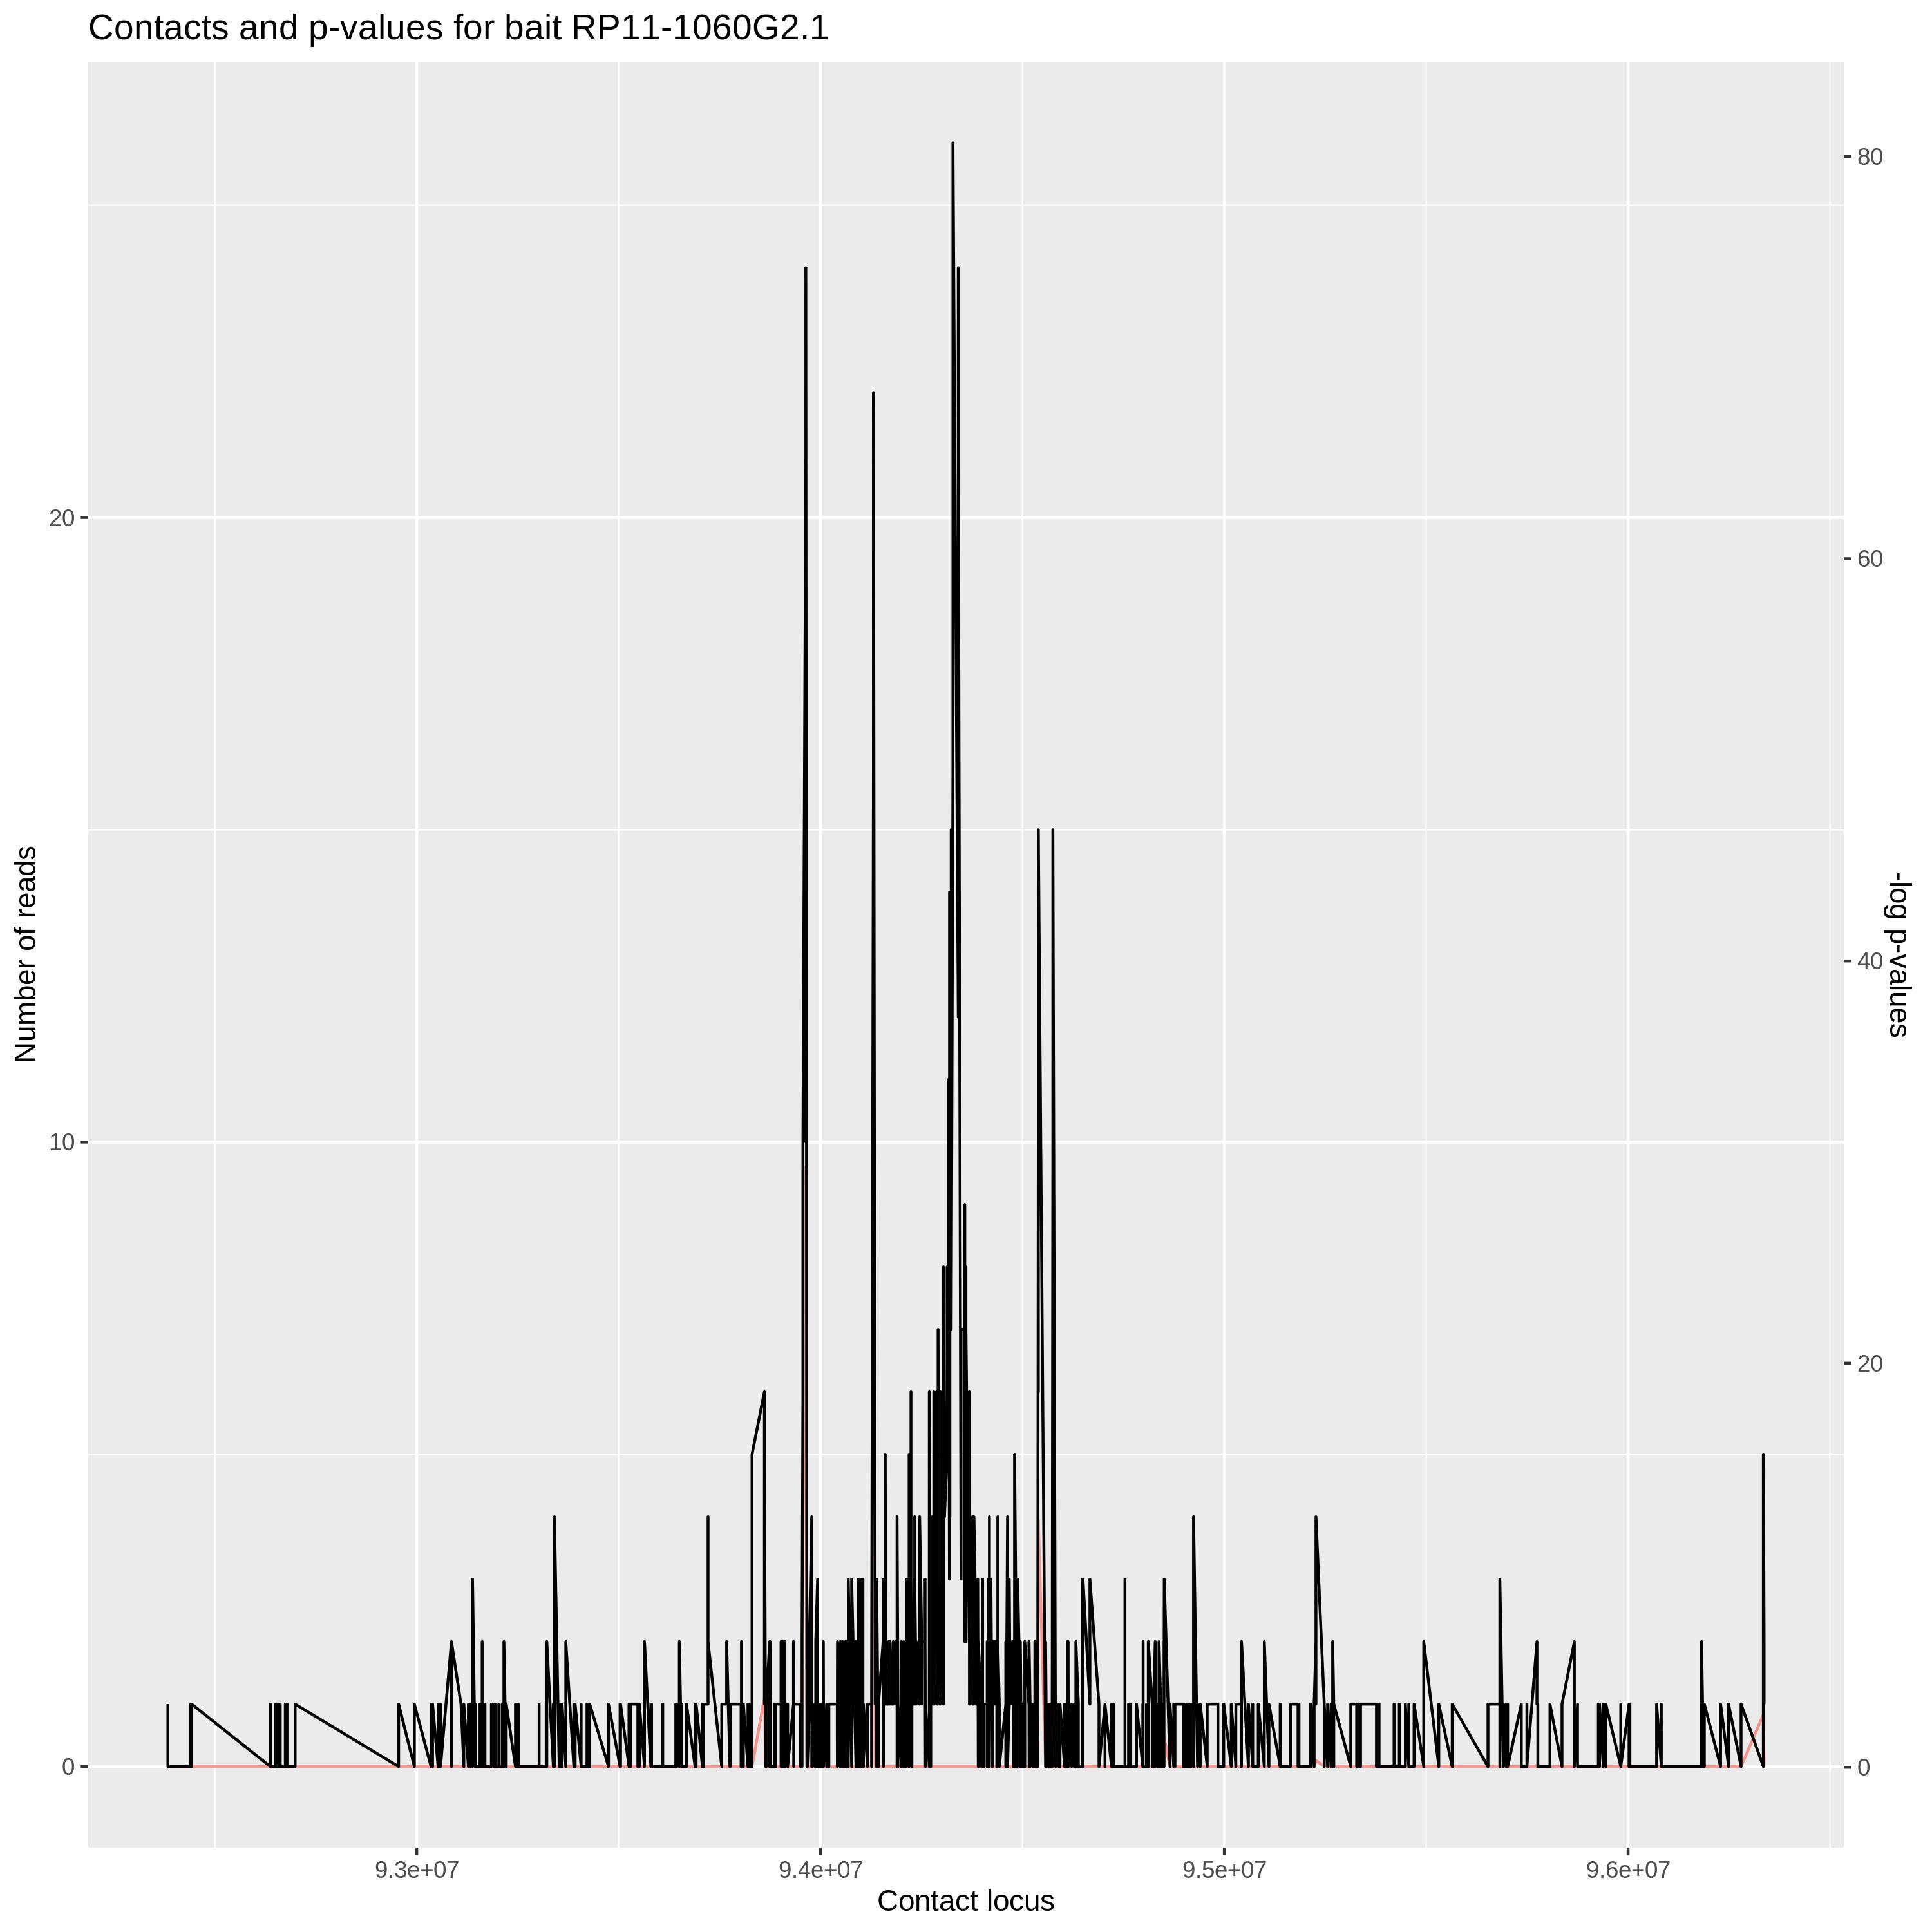 Contacts and p-values for bait RP11-1060G2.1
Number of reads
20
10
0
80
60
40
20
0
-log p-values
9.3e+07 9.4e+07 9.5e+07 9.6e+07
Contact locus